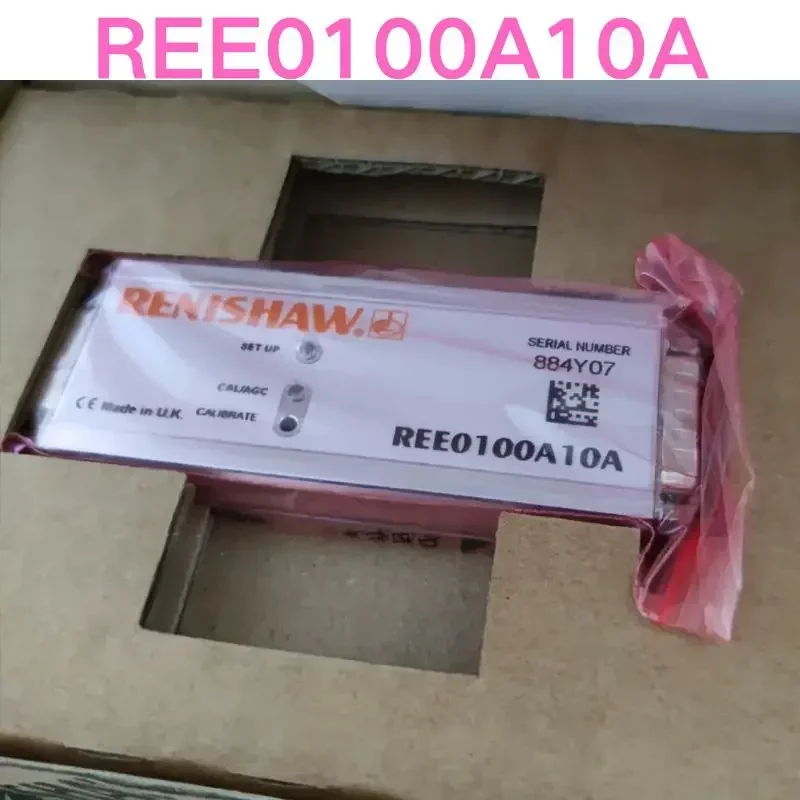 REE0100A10A
RENISHAW.
SET UP
SERIAL NUMBER
884Y07
CAL/AGC
CE Made in U.K. CALIBRATE
REE0100A10A